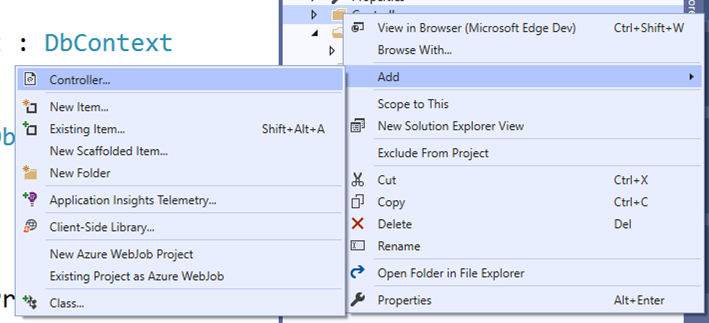 : DbContext
View in Browser (Microsoft Edge Dev) Ctrl+Shift+W
Browse With...
Add
Scope to This
New Solution Explorer View
Exclude From Project
Cut Ctrl+X
Copy Ctrl+C
Delete Del
Rename
Open Folder in File Explorer
Properties Alt+Enter
Controller...
New Item...
Existing Item... Shift+Alt+A
New Scaffolded Item...
New Folder
Application Insights Telemetry...
Client-Side Library...
New Azure WebJob Project
Existing Project as Azure WebJob
Class...